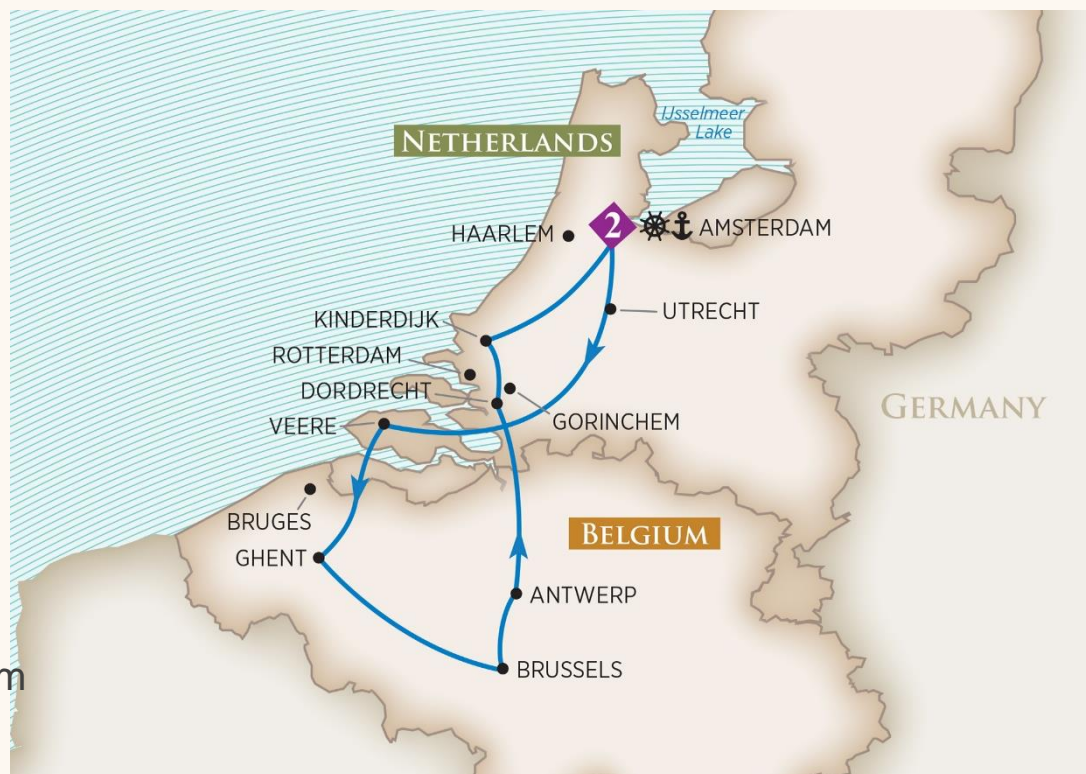 IJsselmeer
Lake
NETHERLANDS
HAARLEM
2
AMSTERDAM
UTRECHT
KINDERDIJK
ROTTERDAM
DORDRECHT
GORINCHEM
VEERE
GERMANY
BRUGES
BELGIUM
GHENT
ANTWERP
BRUSSELS
m